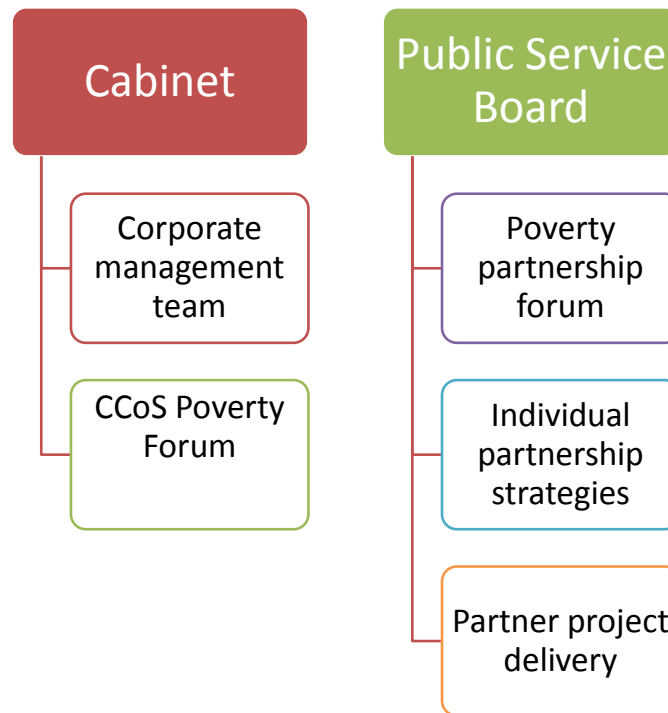 Cabinet
Corporate
management
team
CCoS Poverty
Forum
Public Service
Board
Poverty
partnership
forum
Individual
partnership
strategies
Partner project
delivery